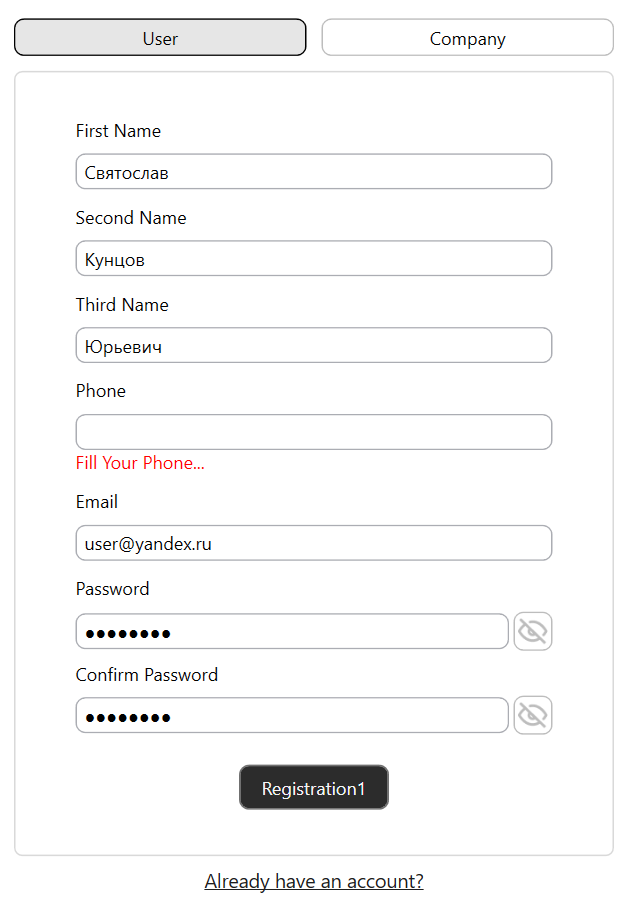 User
Company
First Name
Святослав
Second Name
Кунцов
Third Name
Юрьевич
Phone
Fill Your Phone...
Email
user@yandex.ru
Password
●●●●●●●●
Confirm Password
●●●●●●●●
Registration1
Already have an account?